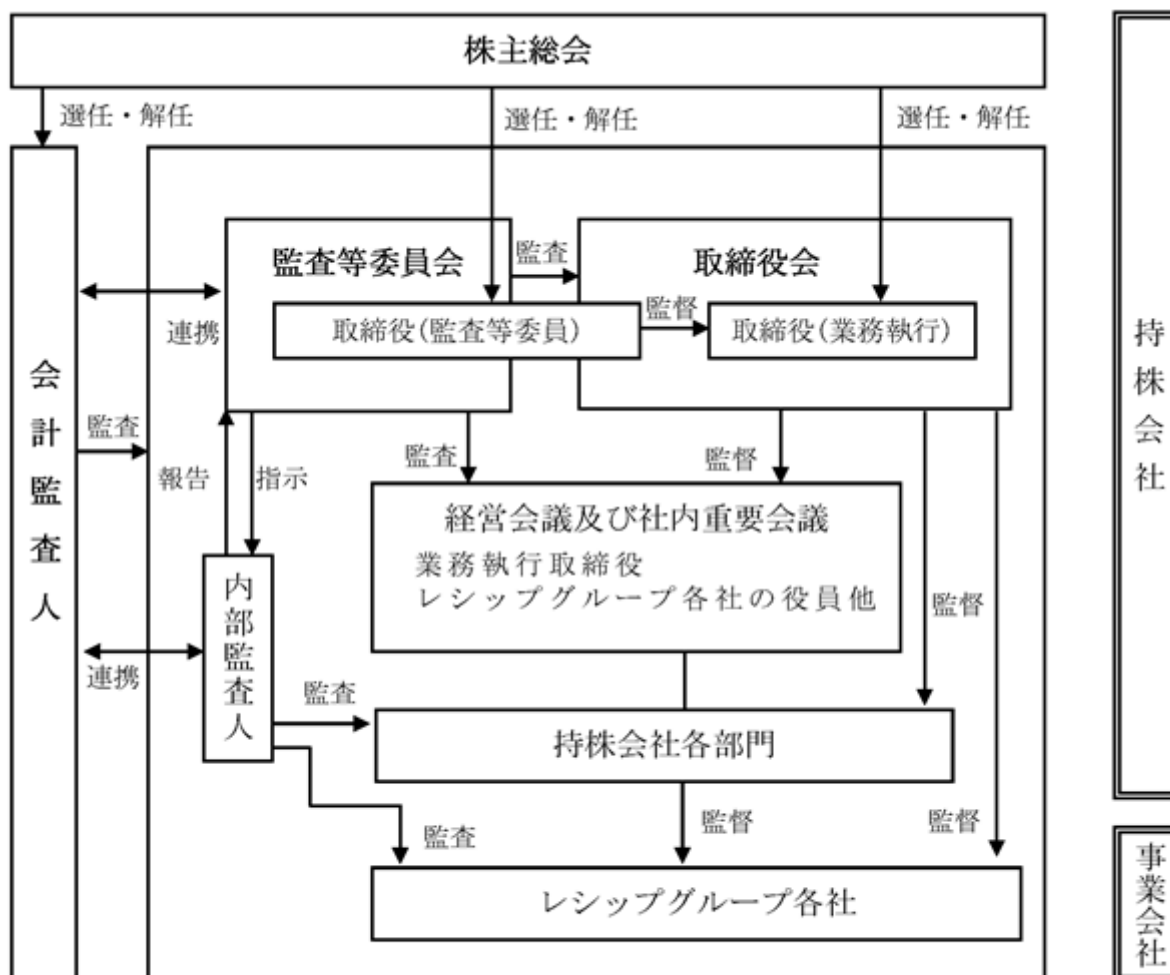 株主総会
選任・解任
選任・解任
選任・解任
監査等委員会
監査
取締役会
取締役(監査等委員)
監督
取締役(業務執行)
連携
会計監査人
監査
報告
指示
監査
監督
経営会議及び社内重要会議
業務執行取締役
レシップグループ各社の役員他
監督
内部監査人
連携
監査
持株会社各部門
監査
監督
監督
レシップグループ各社
持株会社
事業会社